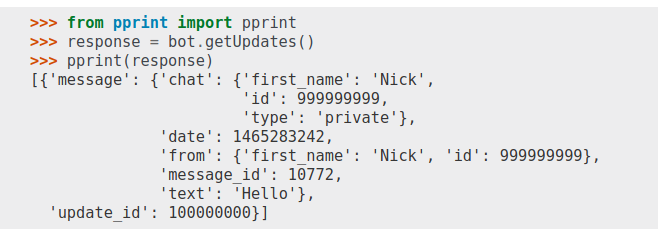 >>> from pprint import pprint
>>> response = bot.getUpdates()
>>> pprint(response)
[{'message': {'chat': {'first_name': 'Nick',
                       'id': 999999999,
                       'type': 'private'},
              'date': 1465283242,
              'from': {'first_name': 'Nick', 'id': 999999999},
              'message_id': 10772,
              'text': 'Hello'},
  'update_id': 100000000}]